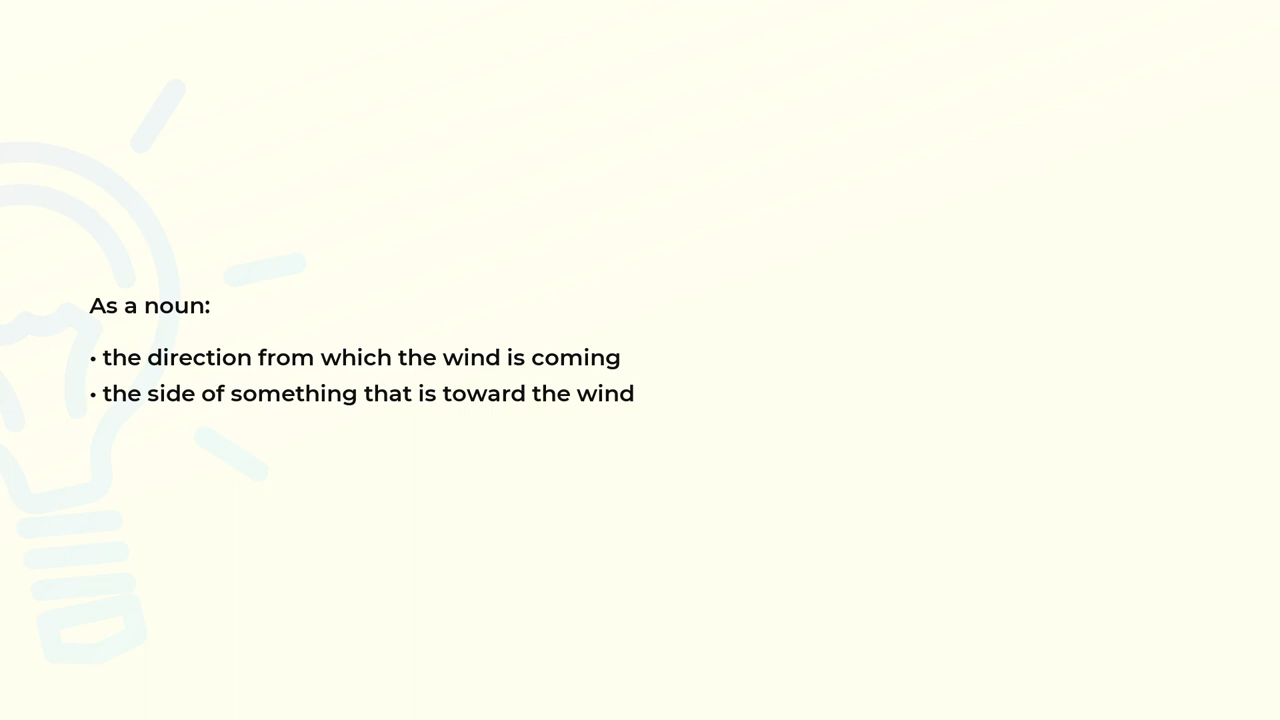 As a noun:
• the direction from which the wind is coming
• the side of something that is toward the wind